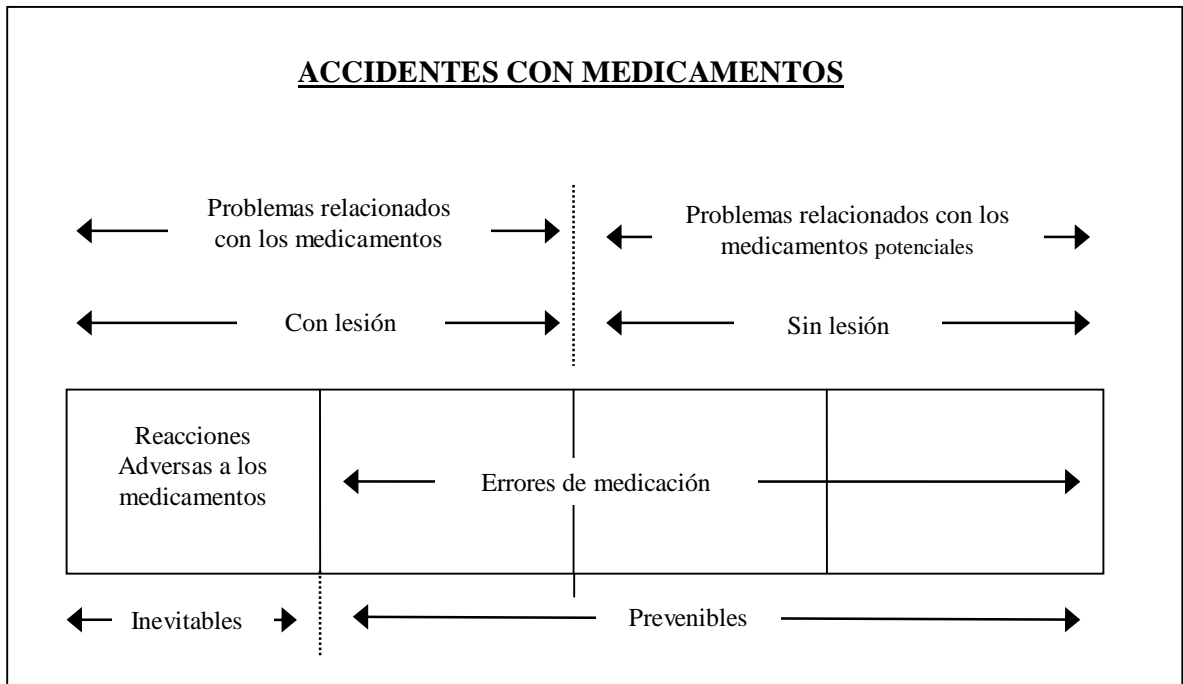 ACCIDENTES CON MEDICAMENTOS
Problemas relacionados
con los medicamentos
Problemas relacionados con los
medicamentos potenciales
Con lesión
Sin lesión
Reacciones
Adversas a los
medicamentos
Errores de medicación
Inevitables
Prevenibles